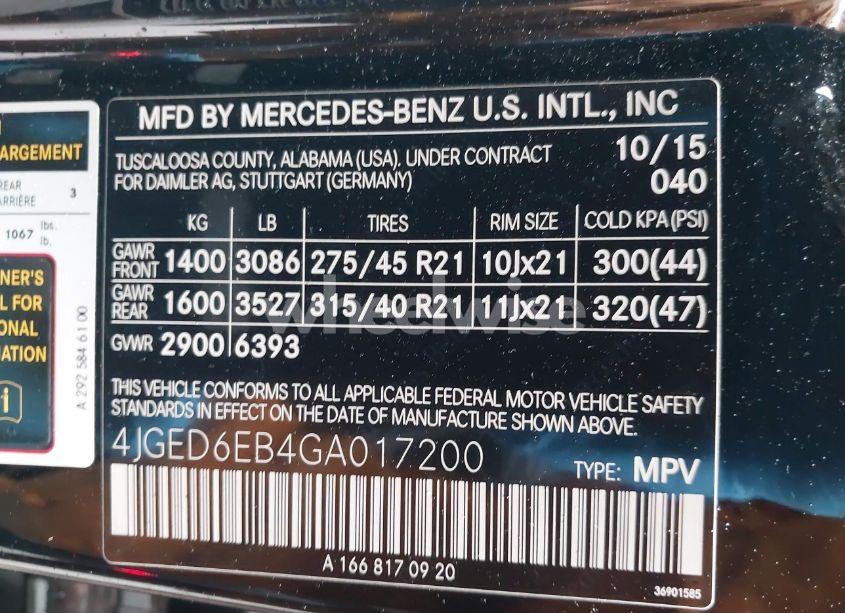 ARGEMENT
REAR
ARRIÈRE
3
1067 lbs.
lb.
NER'S
L FOR
ONAL
ATION
i
A 292 584 61 00
MFD BY MERCEDES-BENZ U.S. INTL., INC
TUSCALOOSA COUNTY, ALABAMA (USA). UNDER CONTRACT
FOR DAIMLER AG, STUTTGART (GERMANY)
10/15
040
KG LB TIRES RIM SIZE COLD KPA (PSI)
GAWR FRONT 1400 3086 275/45 R21 10Jx21 300(44)
GAWR REAR 1600 3527 315/40 R21 11Jx21 320(47)
GVWR 2900 6393
wheelwise
THIS VEHICLE CONFORMS TO ALL APPLICABLE FEDERAL MOTOR VEHICLE SAFETY
STANDARDS IN EFFECT ON THE DATE OF MANUFACTURE SHOWN ABOVE.
4JGED6EB4GA017200
TYPE: MPV
A 166 817 09 20
36901585